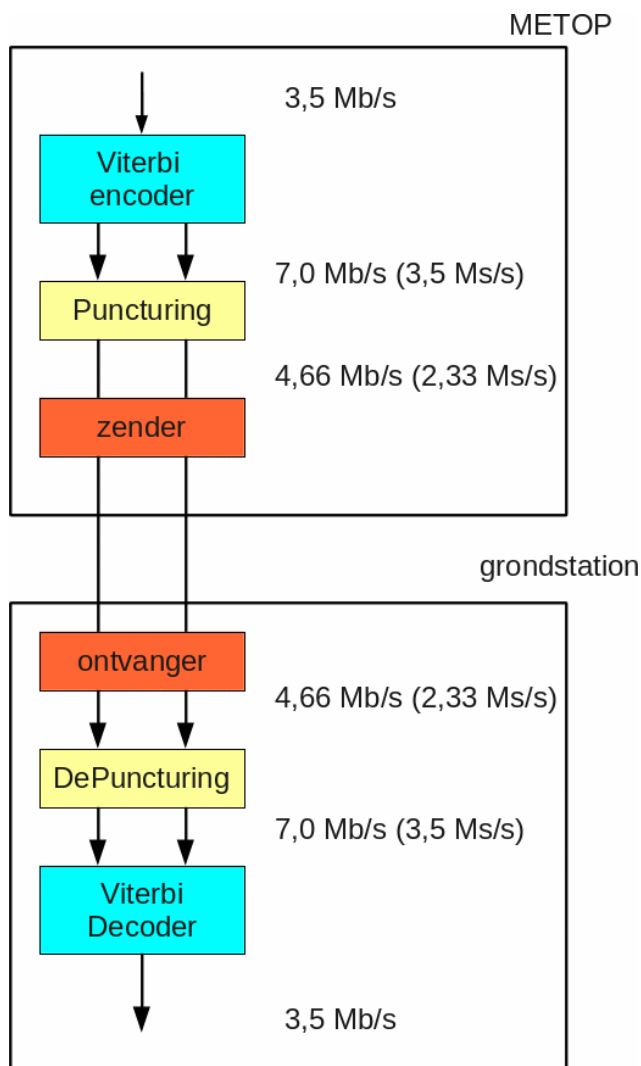 METOP
3,5 Mb/s
Viterbi
encoder
7,0 Mb/s (3,5 Ms/s)
Puncturing
4,66 Mb/s (2,33 Ms/s)
zender
grondstation
ontvanger
4,66 Mb/s (2,33 Ms/s)
DePuncturing
7,0 Mb/s (3,5 Ms/s)
Viterbi
Decoder
3,5 Mb/s